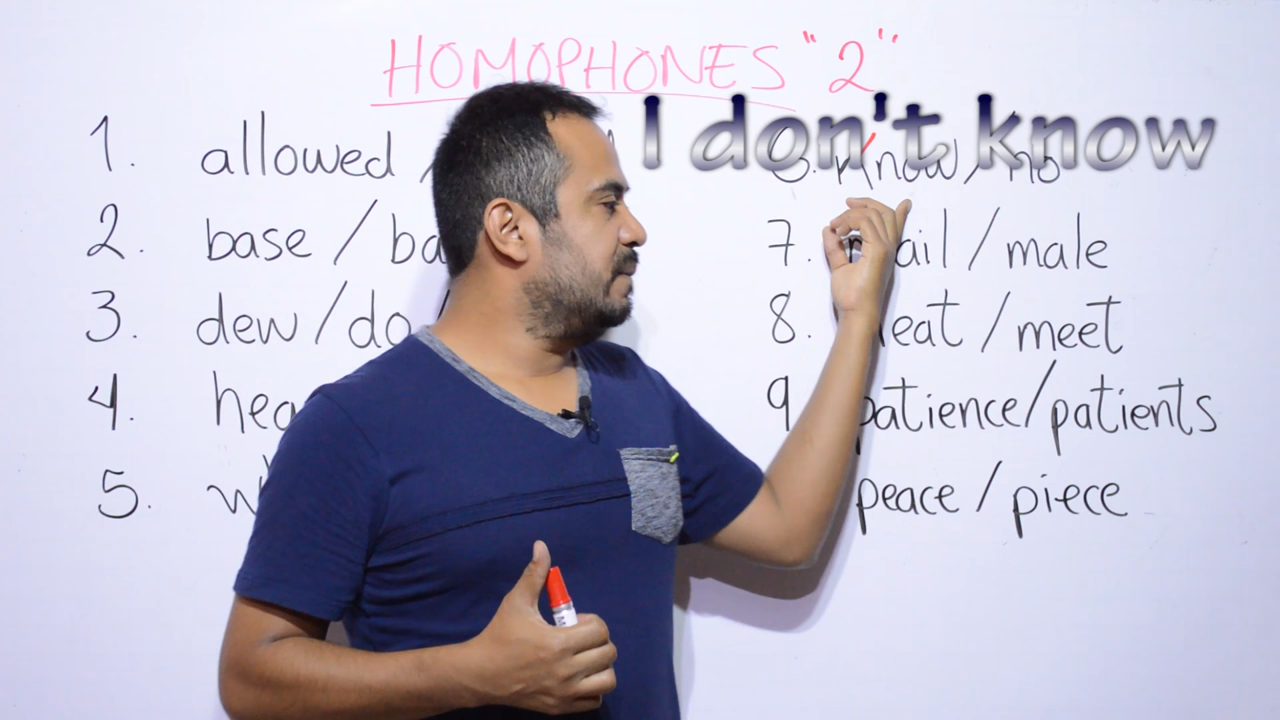 HOMOPHONES "2"
I don't know
1. allowed /
2. base / ba
3. dew / do
4. hea
5. w
6. know / no
7. mail / male
8. meat / meet
9 patience/patients
peace / piece